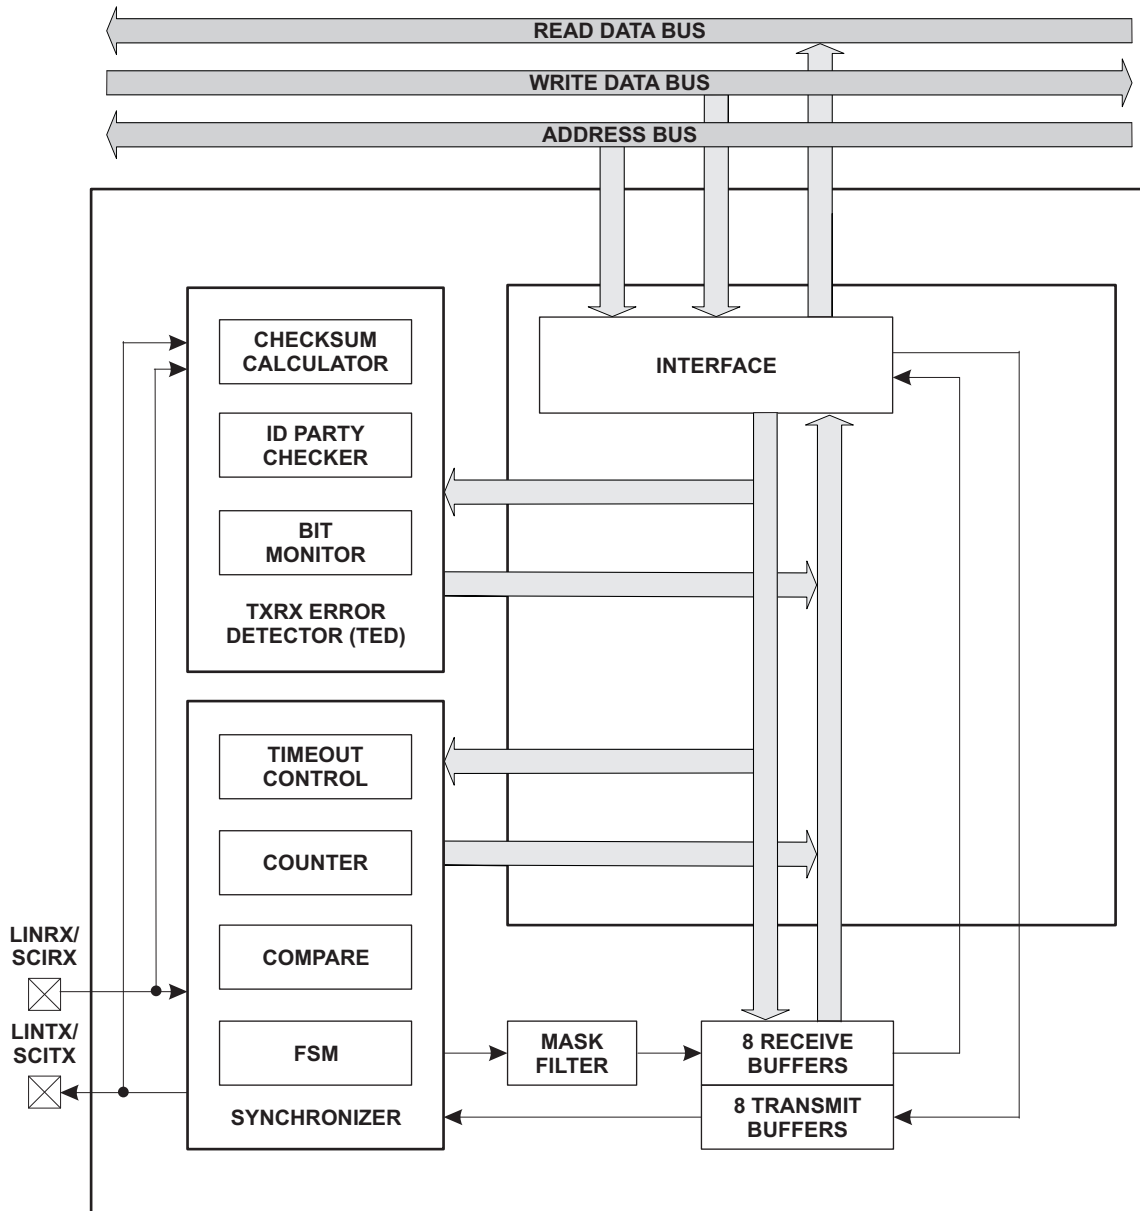 READ DATA BUS
WRITE DATA BUS
ADDRESS BUS
CHECKSUM
CALCULATOR
INTERFACE
ID PARTY
CHECKER
BIT
MONITOR
TXRX ERROR
DETECTOR (TED)
TIMEOUT
CONTROL
COUNTER
COMPARE
LINRX/
SCIRX
LINTX/
SCITX
FSM
SYNCHRONIZER
MASK
FILTER
8 RECEIVE
BUFFERS
8 TRANSMIT
BUFFERS